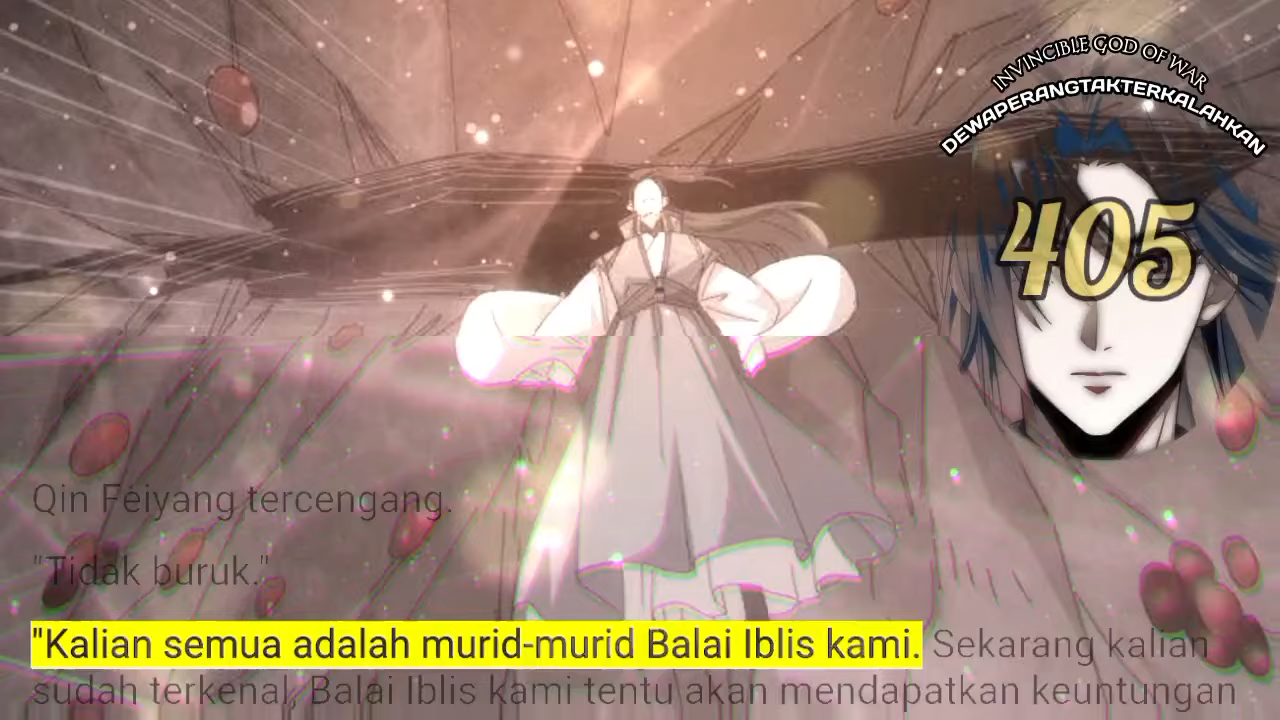 INVINCIBLE GOD OF WAR
DEWAPERANGTAKTERKALAHKAN
405
Qin Feiyang tercengang.
"Tidak buruk."
"Kalian semua adalah murid-murid Balai Iblis kami. Sekarang kalian
sudah terkenal, Balai Iblis kami tentu akan mendapatkan keuntungan